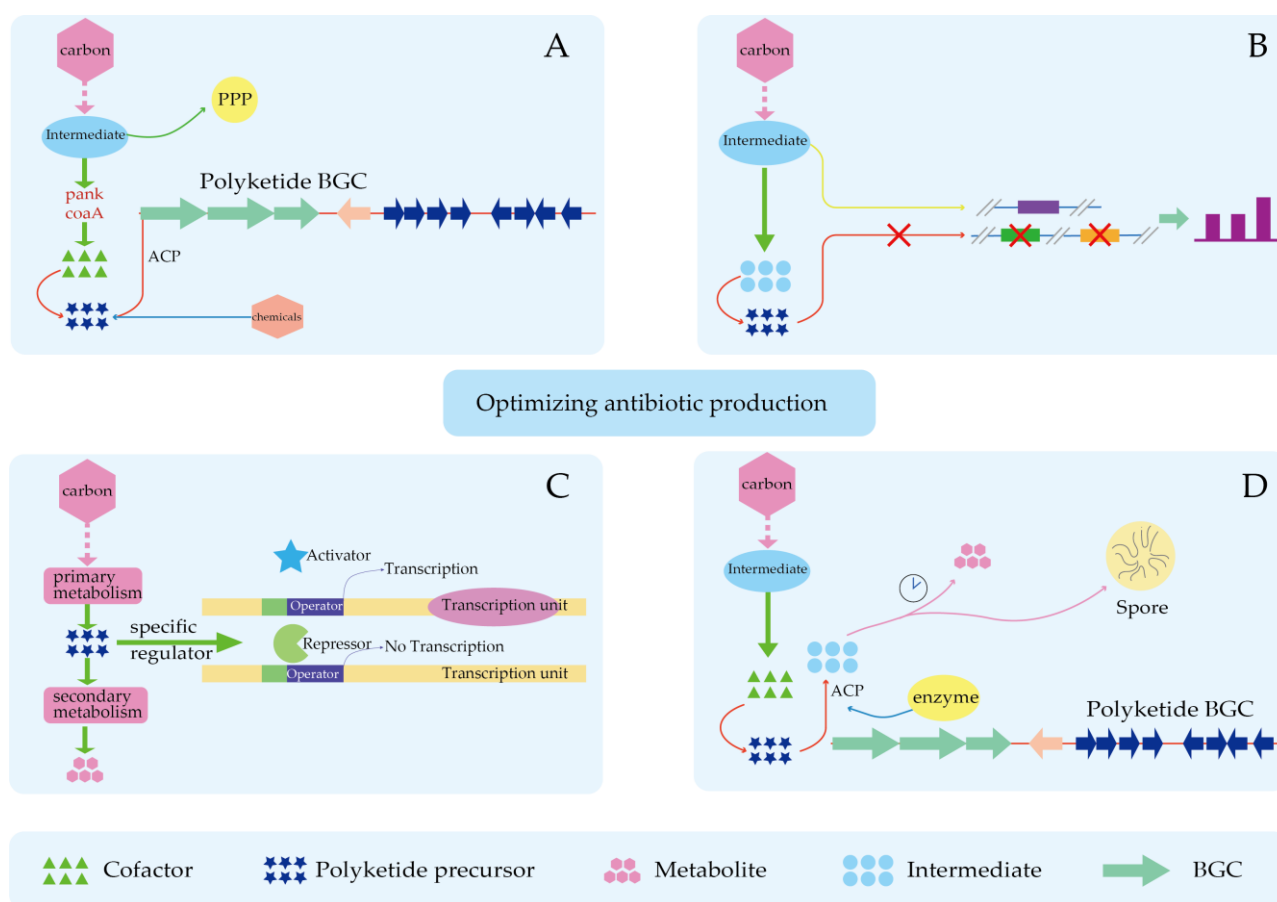 A
carbon
PPP
Intermediate
pank
coaA
Polyketide BGC
ACP
chemicals
B
carbon
Intermediate
Optimizing antibiotic production
C
carbon
primary
metabolism
specific
regulator
secondary
metabolism
Activator
Transcription
Operator
Transcription unit
Repressor
No Transcription
Operator
Transcription unit
D
carbon
Intermediate
Spore
ACP
enzyme
Polyketide BGC
Cofactor
Polyketide precursor
Metabolite
Intermediate
BGC